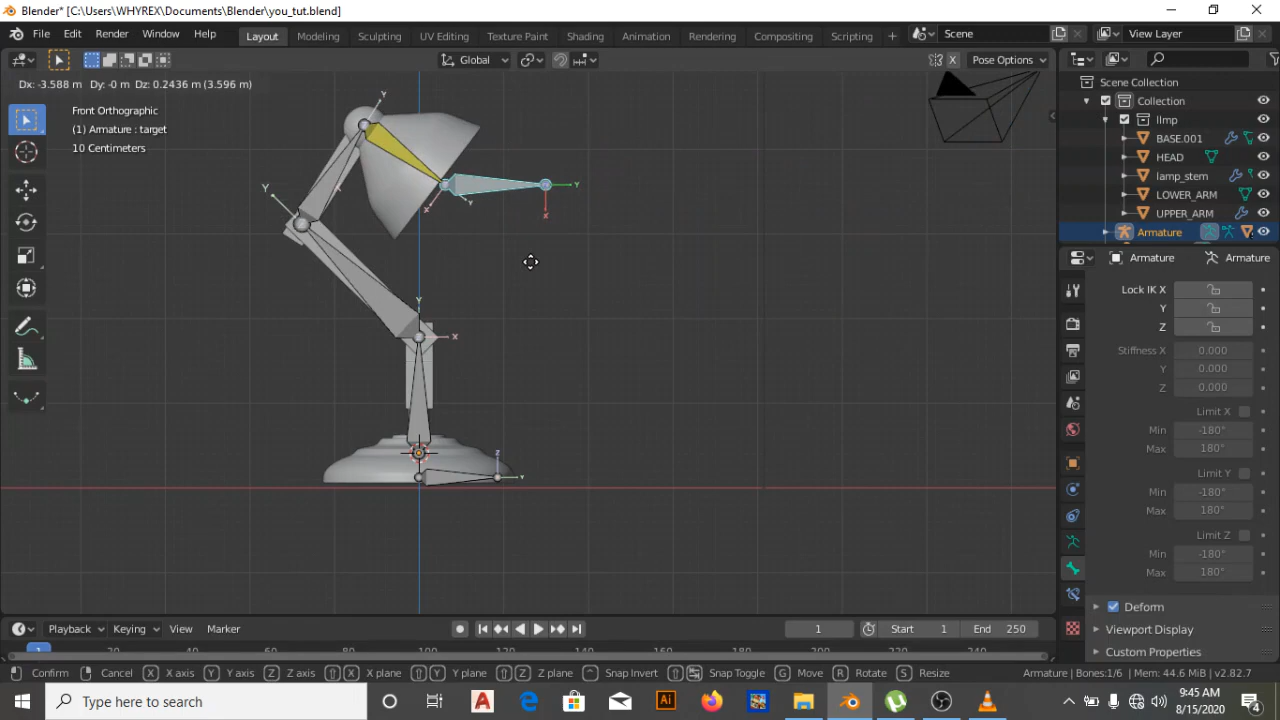 Blender* [C:\Users\WHYREX\Documents\Blender\you_tut.blend]
File Edit Render Window Help Layout Modeling Sculpting UV Editing Texture Paint Shading Animation Rendering Compositing Scripting + Scene View Layer
Global Pose Options
Dx: -3.588 m Dy: -0 m Dz: 0.2436 m (3.596 m)
Front Orthographic
(1) Armature : target
10 Centimeters
Scene Collection
Collection
llmp
BASE.001
HEAD
lamp_stem
LOWER_ARM
UPPER_ARM
Armature
Armature Armature
Lock IK X
Y
Z
Stiffness X 0.000
Y 0.000
Z 0.000
Limit X
Min -180°
Max 180°
Limit Y
Min -180°
Max 180°
Limit Z
Min -180°
Max 180°
Deform
Viewport Display
Custom Properties
Y
Y
X
Y
X
Y
X
Y
X
Z
Y
Playback Keying View Marker 1 Start 1 End 250
1
Confirm Cancel X X axis Y Y axis Z Z axis X X plane Y Y plane Z Z plane Snap Invert Snap Toggle G Move R Rotate S Resize Armature | Bones:1/6 | Mem: 44.6 MiB | v2.82.7
Type here to search
9:45 AM
8/15/2020
4